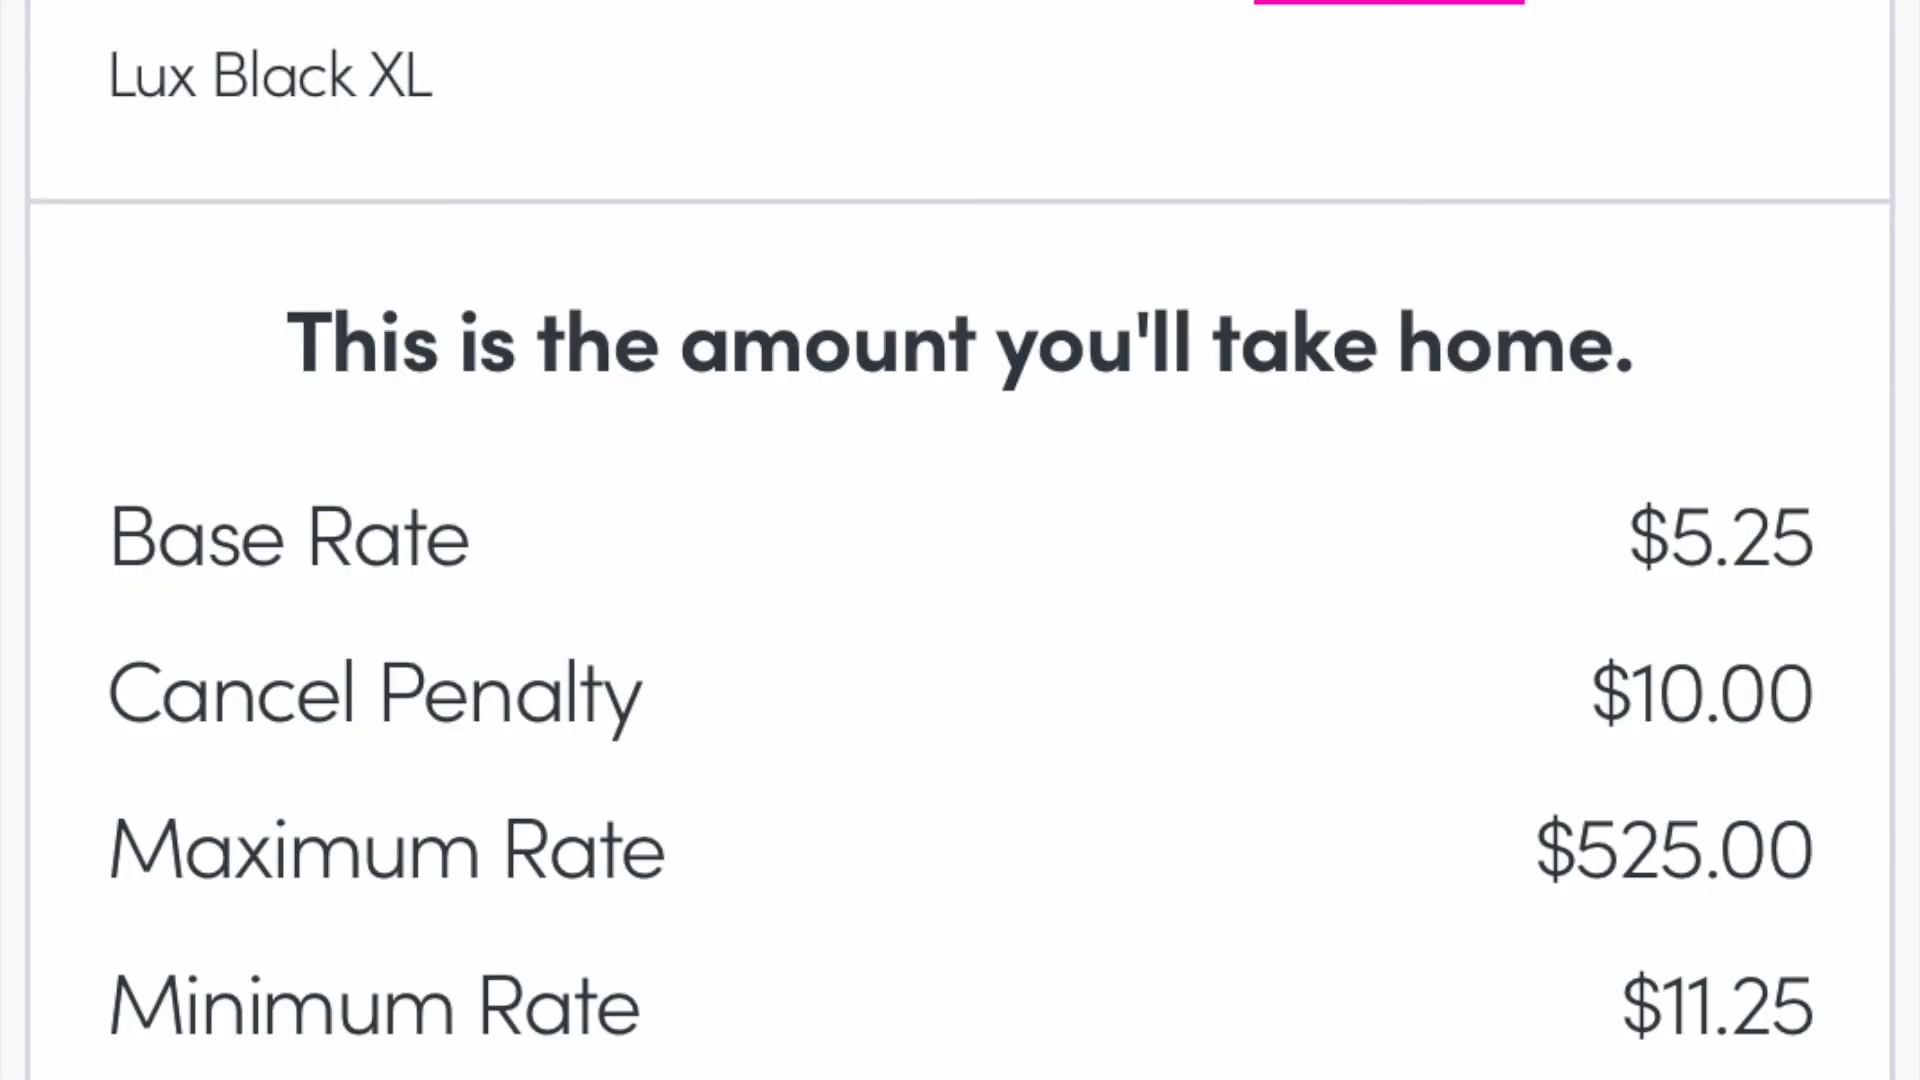 Lux Black XL
This is the amount you'll take home.
Base Rate $5.25
Cancel Penalty $10.00
Maximum Rate $525.00
Minimum Rate $11.25